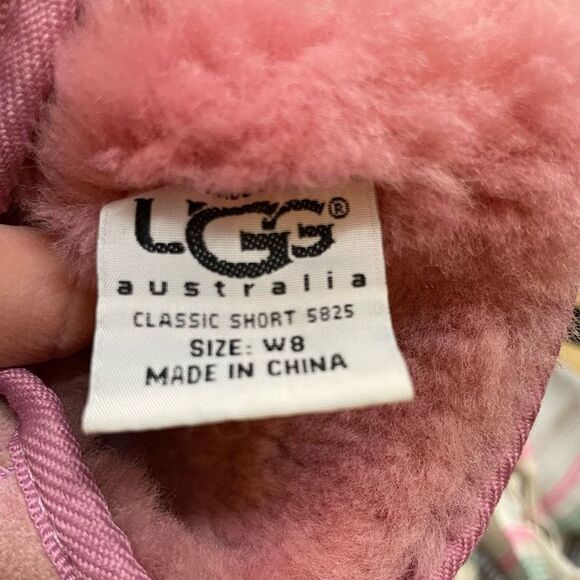 UGG®
australia
CLASSIC SHORT 5825
SIZE: W8
MADE IN CHINA